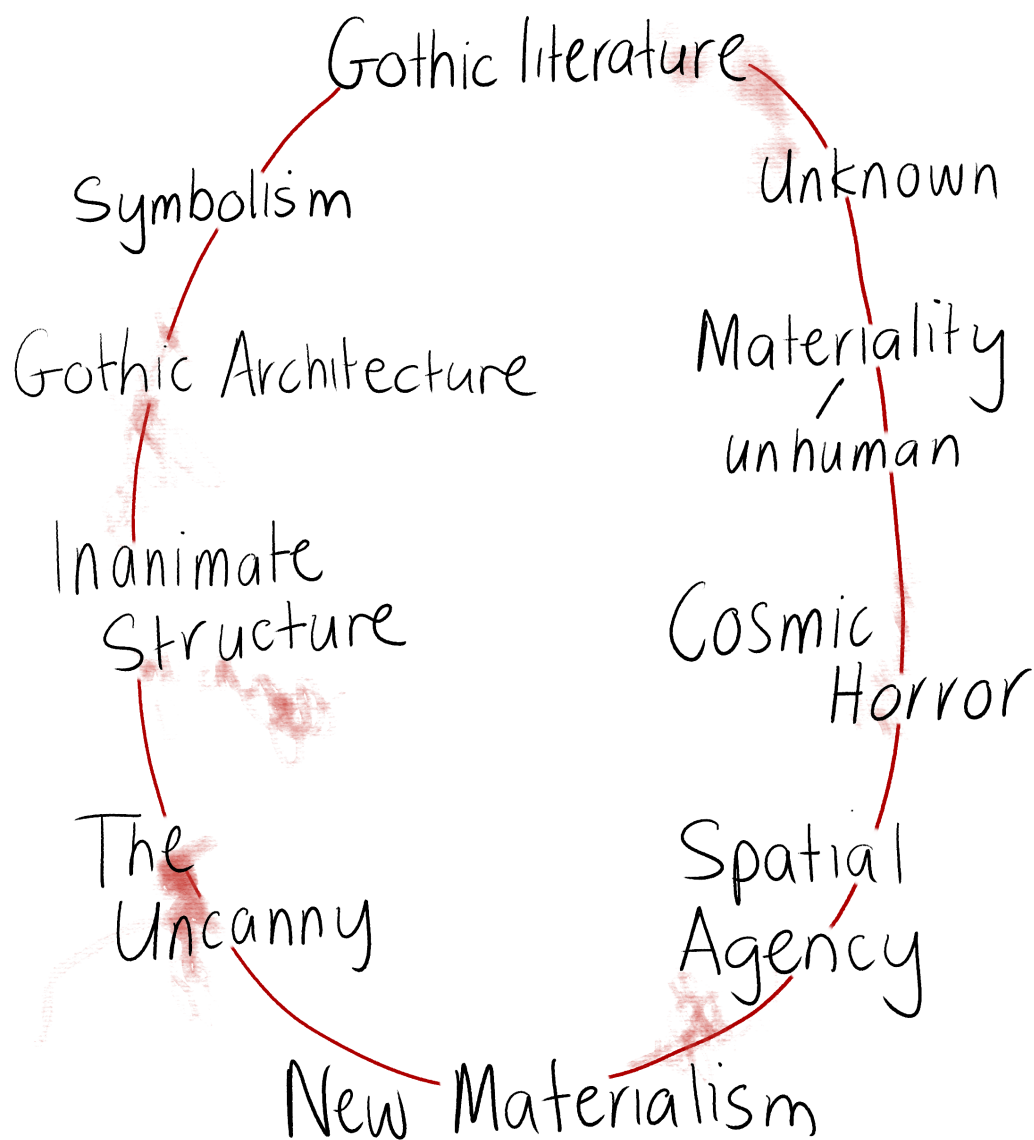 Gothic literature
Unknown
Materiality
unhuman
Cosmic
Horror
Spatial
Agency
New Materialism
The
Uncanny
Inanimate
Structure
Gothic Architecture
Symbolism